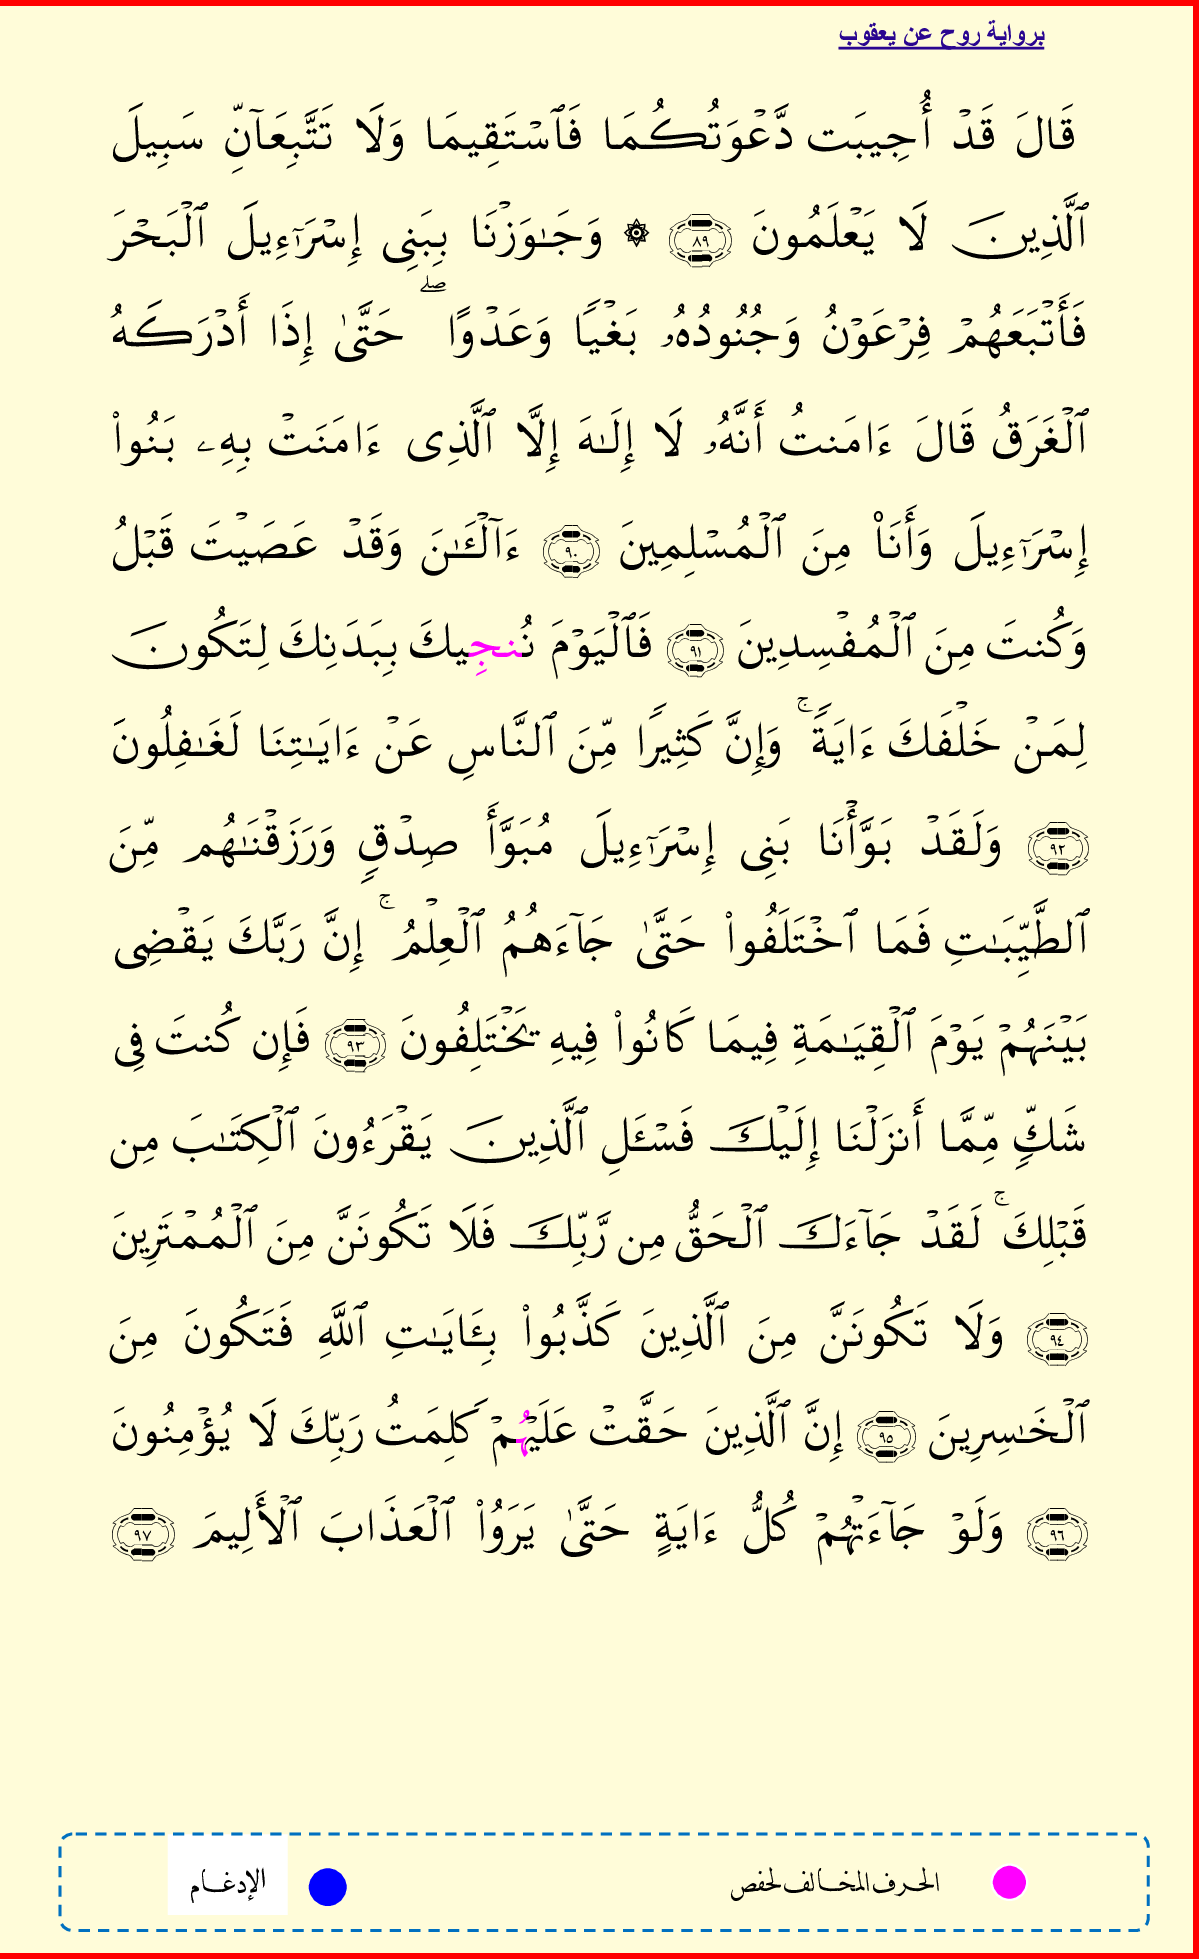 برواية روح عن يعقوب
قَالَ قَدْ أُجِيبَت دَّعْوَتُكُمَا فَٱسْتَقِيمَا وَلَا تَتَّبِعَآنِّ سَبِيلَ
ٱلَّذِينَ لَا يَعْلَمُونَ ٨٩ ۞ وَجَـٰوَزْنَا بِبَنِى إِسْرَٰٓءِيلَ ٱلْبَحْرَ
فَأَتْبَعَهُمْ فِرْعَوْنُ وَجُنُودُهُۥ بَغْيًا وَعَدْوًا ۖ حَتَّىٰ إِذَا أَدْرَكَهُ
ٱلْغَرَقُ قَالَ ءَامَنتُ أَنَّهُۥ لَا إِلَـٰهَ إِلَّا ٱلَّذِى ءَامَنَتْ بِهِۦ بَنُوا۟
إِسْرَٰٓءِيلَ وَأَنَا۠ مِنَ ٱلْمُسْلِمِينَ ٩٠ ءَآلْـَٔـٰنَ وَقَدْ عَصَيْتَ قَبْلُ
وَكُنتَ مِنَ ٱلْمُفْسِدِينَ ٩١ فَٱلْيَوْمَ نُنجِيكَ بِبَدَنِكَ لِتَكُونَ
لِمَنْ خَلْفَكَ ءَايَةً ۚ وَإِنَّ كَثِيرًا مِّنَ ٱلنَّاسِ عَنْ ءَايَـٰتِنَا لَغَـٰفِلُونَ
٩٢ وَلَقَدْ بَوَّأْنَا بَنِى إِسْرَٰٓءِيلَ مُبَوَّأَ صِدْقٍ وَرَزَقْنَـٰهُم مِّنَ
ٱلطَّيِّبَـٰتِ فَمَا ٱخْتَلَفُوا۟ حَتَّىٰ جَآءَهُمُ ٱلْعِلْمُ ۚ إِنَّ رَبَّكَ يَقْضِى
بَيْنَهُمْ يَوْمَ ٱلْقِيَـٰمَةِ فِيمَا كَانُوا۟ فِيهِ يَخْتَلِفُونَ ٩٣ فَإِن كُنتَ فِى
شَكٍّ مِّمَّا أَنزَلْنَا إِلَيْكَ فَسْـَٔلِ ٱلَّذِينَ يَقْرَءُونَ ٱلْكِتَـٰبَ مِن
قَبْلِكَ ۚ لَقَدْ جَآءَكَ ٱلْحَقُّ مِن رَّبِّكَ فَلَا تَكُونَنَّ مِنَ ٱلْمُمْتَرِينَ
٩٤ وَلَا تَكُونَنَّ مِنَ ٱلَّذِينَ كَذَّبُوا۟ بِـَٔايَـٰتِ ٱللَّهِ فَتَكُونَ مِنَ
ٱلْخَـٰسِرِينَ ٩٥ إِنَّ ٱلَّذِينَ حَقَّتْ عَلَيْهُمْ كَلِمَتُ رَبِّكَ لَا يُؤْمِنُونَ
٩٦ وَلَوْ جَآءَتْهُمْ كُلُّ ءَايَةٍ حَتَّىٰ يَرَوُا۟ ٱلْعَذَابَ ٱلْأَلِيمَ ٩٧
الحرف المخالف لحفص الإدغام